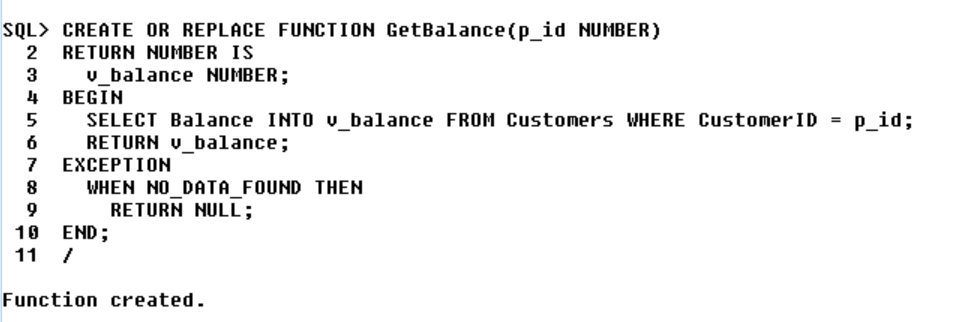 SQL> CREATE OR REPLACE FUNCTION GetBalance(p_id NUMBER)
  2  RETURN NUMBER IS
  3    v_balance NUMBER;
  4  BEGIN
  5    SELECT Balance INTO v_balance FROM Customers WHERE CustomerID = p_id;
  6    RETURN v_balance;
  7  EXCEPTION
  8    WHEN NO_DATA_FOUND THEN
  9      RETURN NULL;
 10  END;
 11  /
Function created.